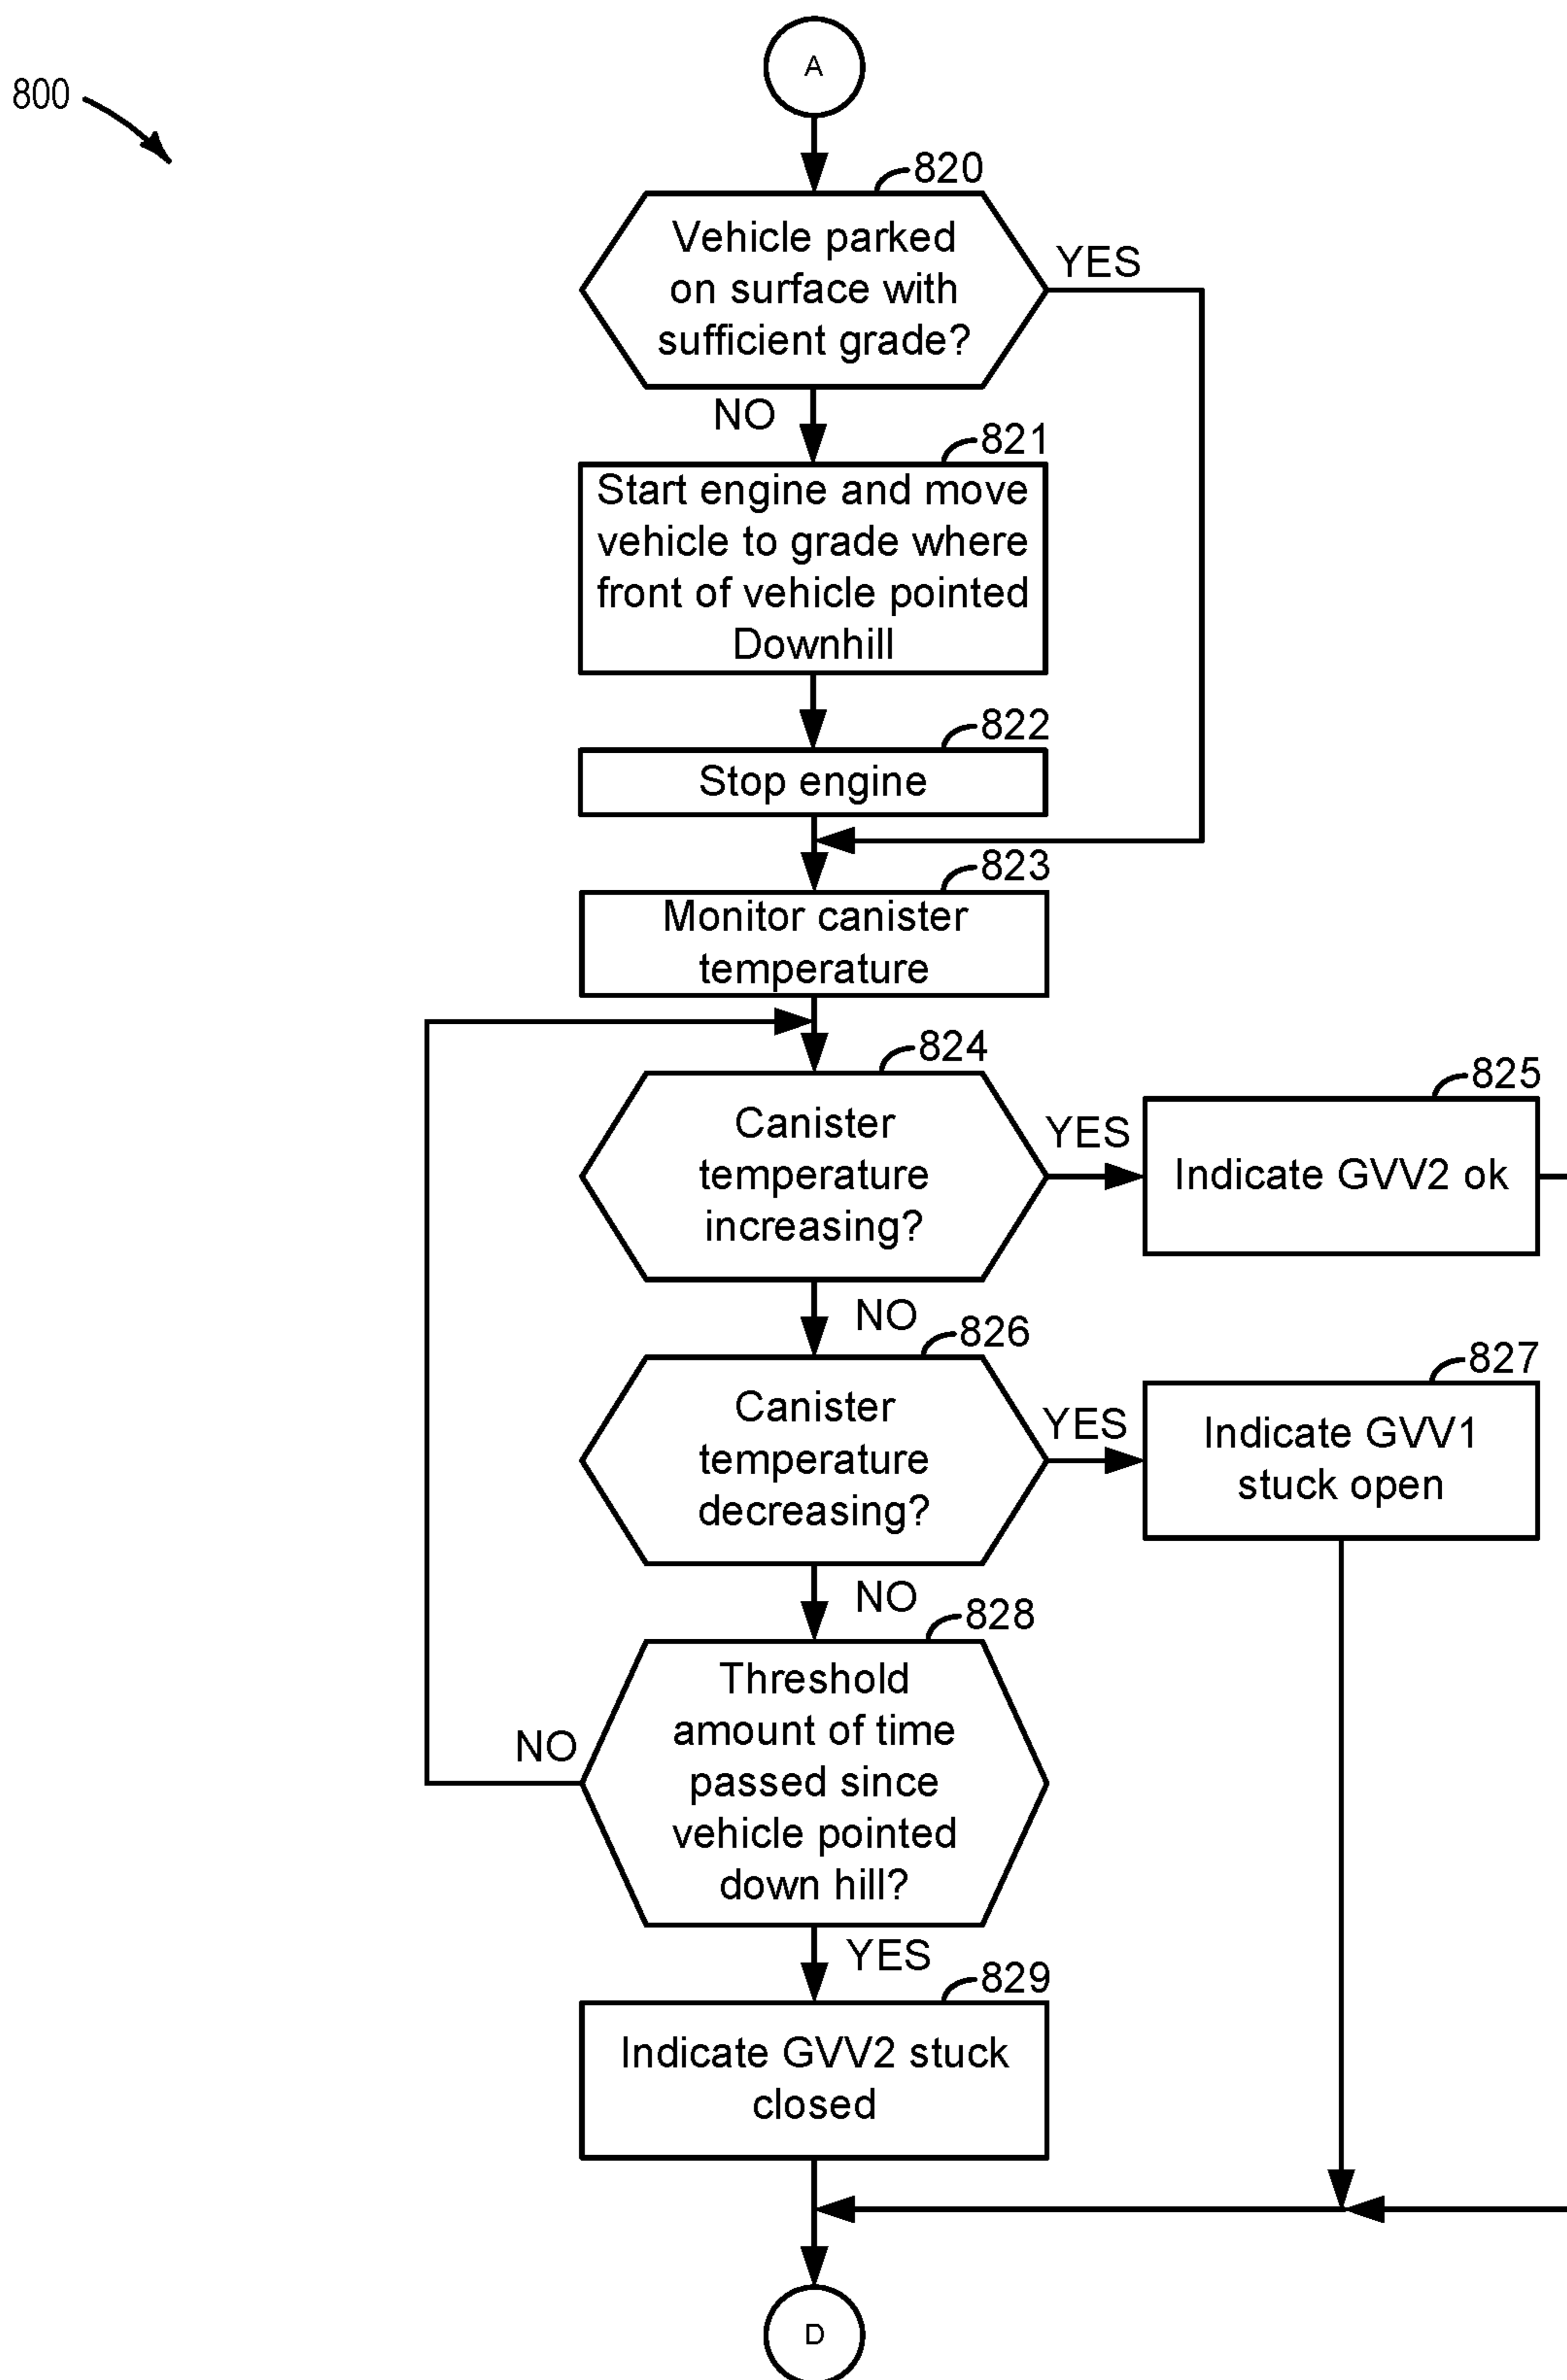 A
800
820
Vehicle parked
on surface with
sufficient grade?
YES
NO
821
Start engine and move
vehicle to grade where
front of vehicle pointed
Downhill
822
Stop engine
823
Monitor canister
temperature
824
Canister
temperature
increasing?
YES
825
Indicate GVV2 ok
NO
826
Canister
temperature
decreasing?
YES
827
Indicate GVV1
stuck open
NO
828
Threshold
amount of time
passed since
vehicle pointed
down hill?
NO
YES
829
Indicate GVV2 stuck
closed
D